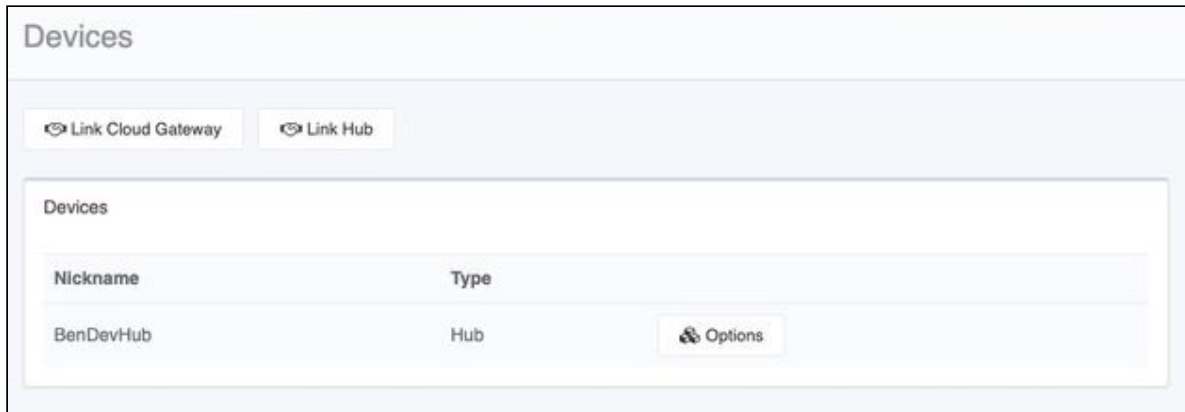 Devices
Link Cloud Gateway Link Hub
Devices
Nickname Type
BenDevHub Hub Options